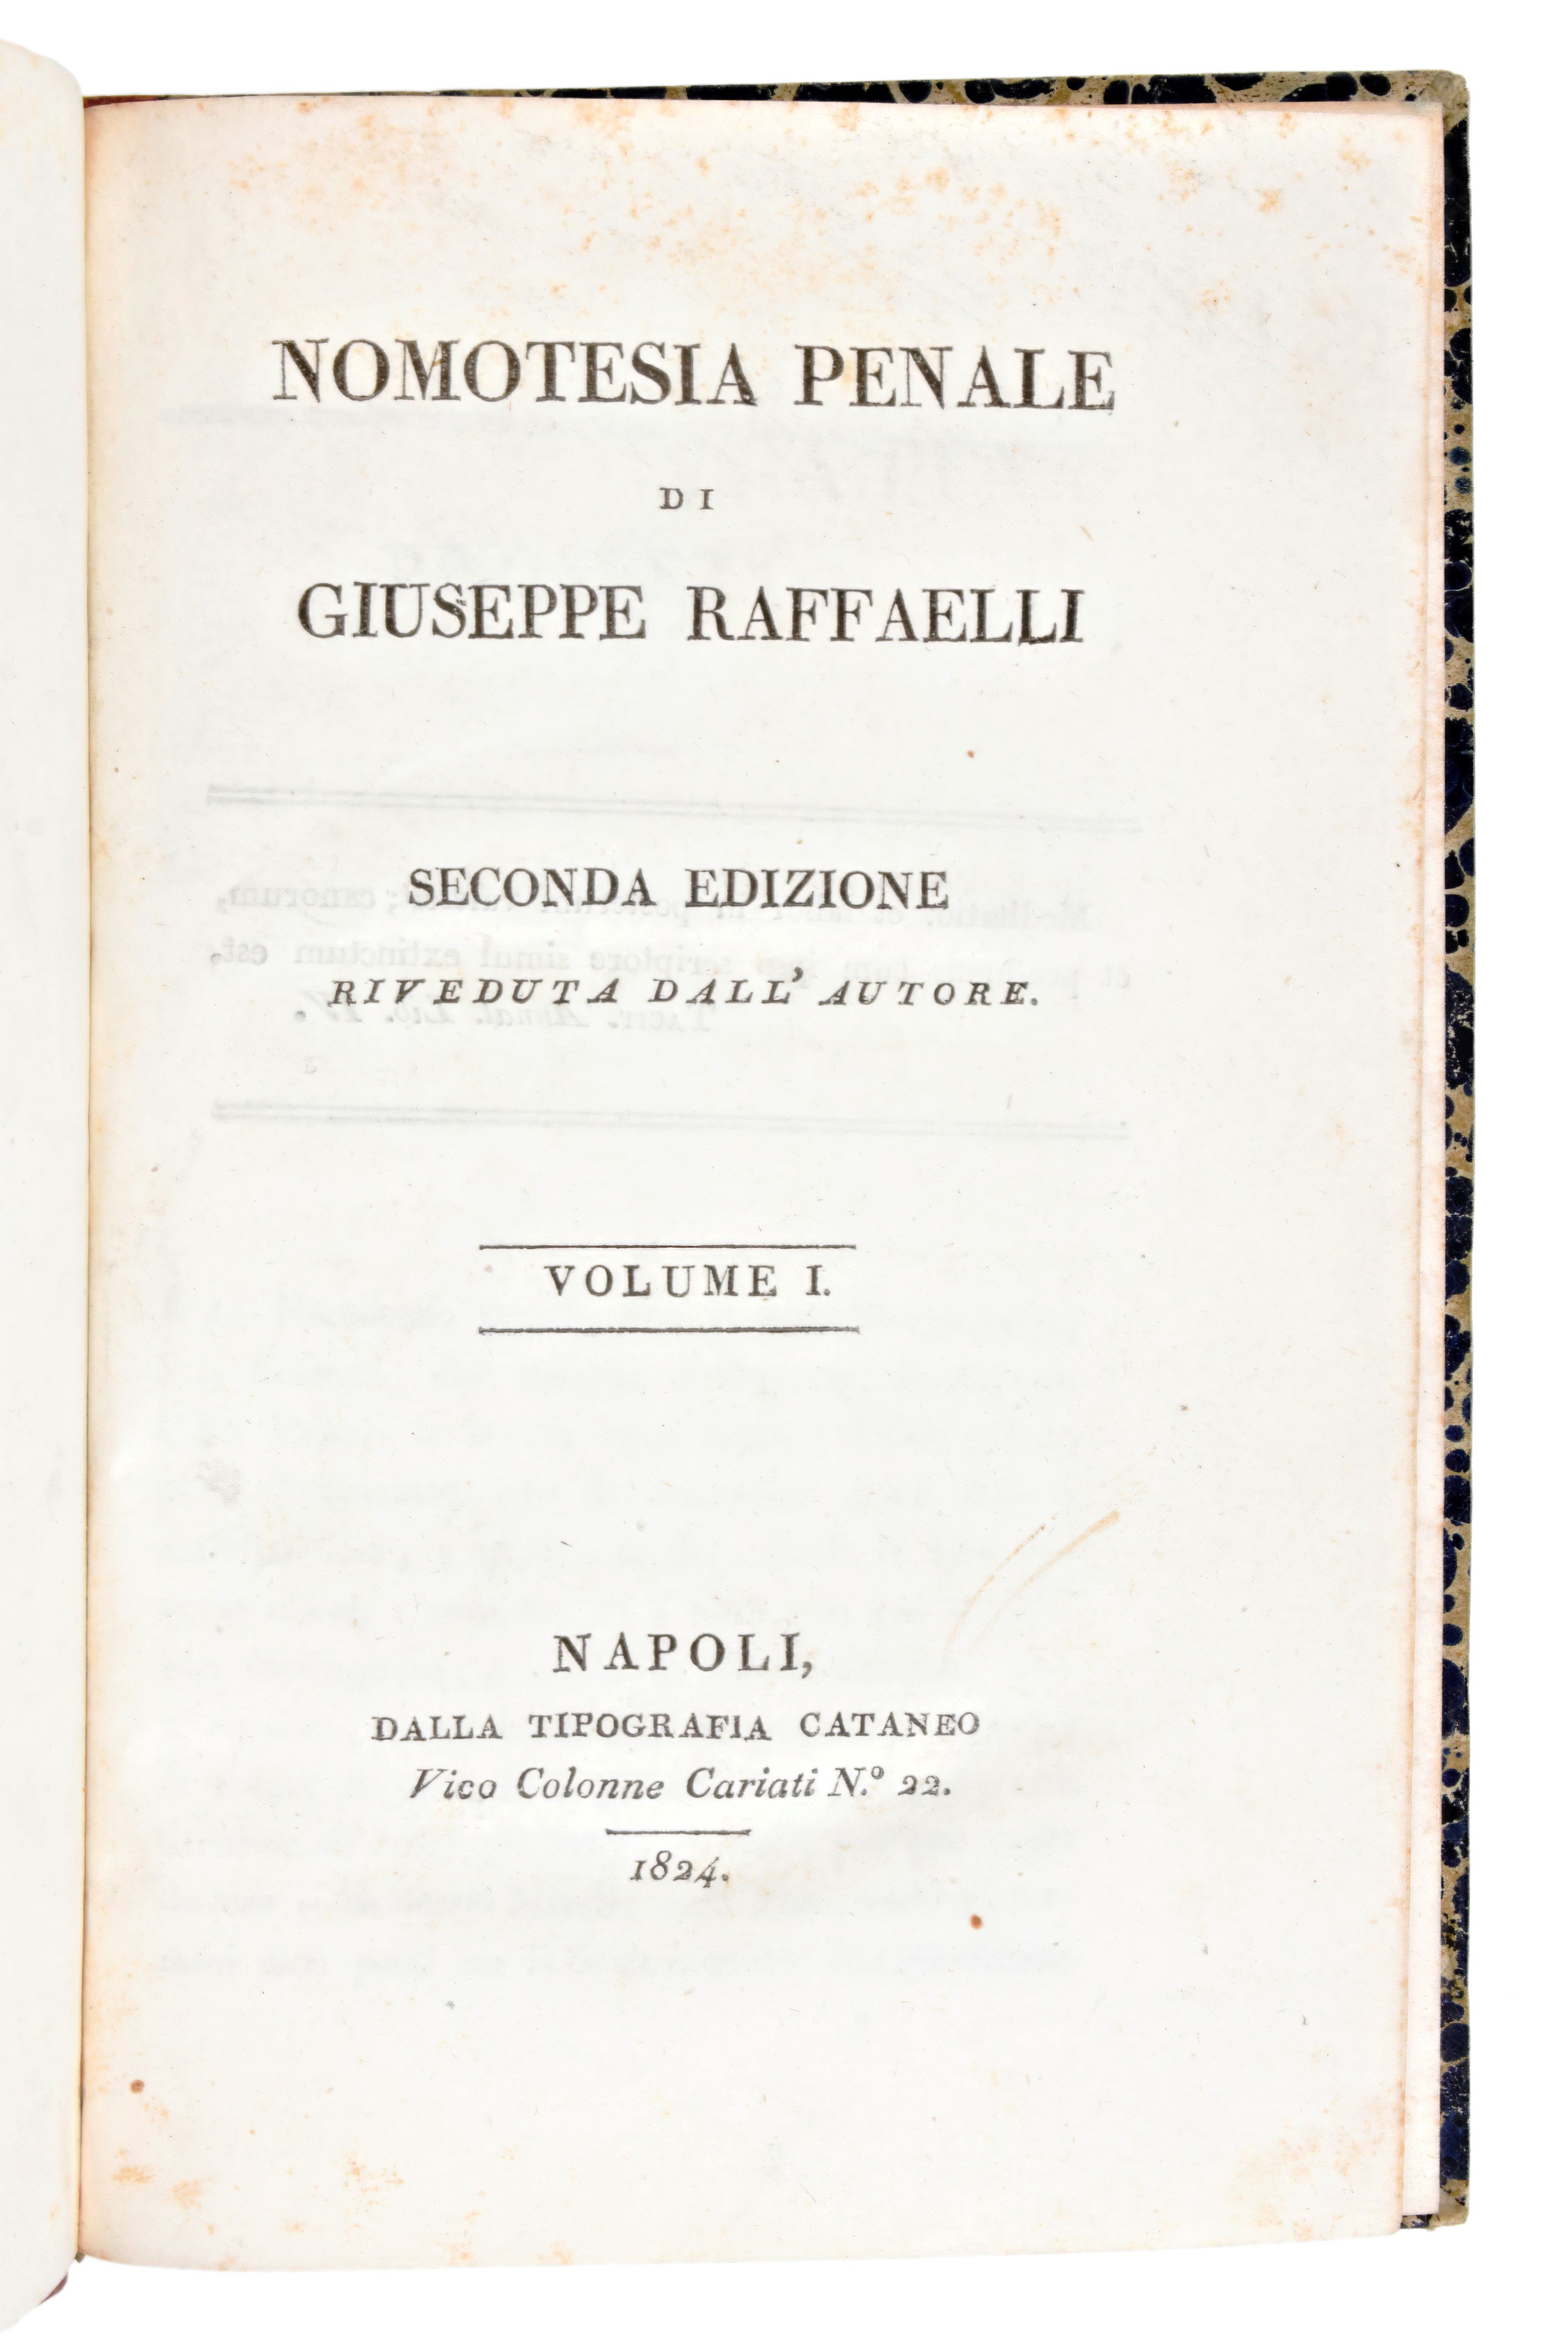 NOMOTESIA PENALE
DI
GIUSEPPE RAFFAELLI
SECONDA EDIZIONE
RIVEDUTA DALL' AUTORE.
VOLUME I.
NAPOLI,
DALLA TIPOGRAFIA CATANEO
Vico Colonne Cariati N.º 22.
1824.